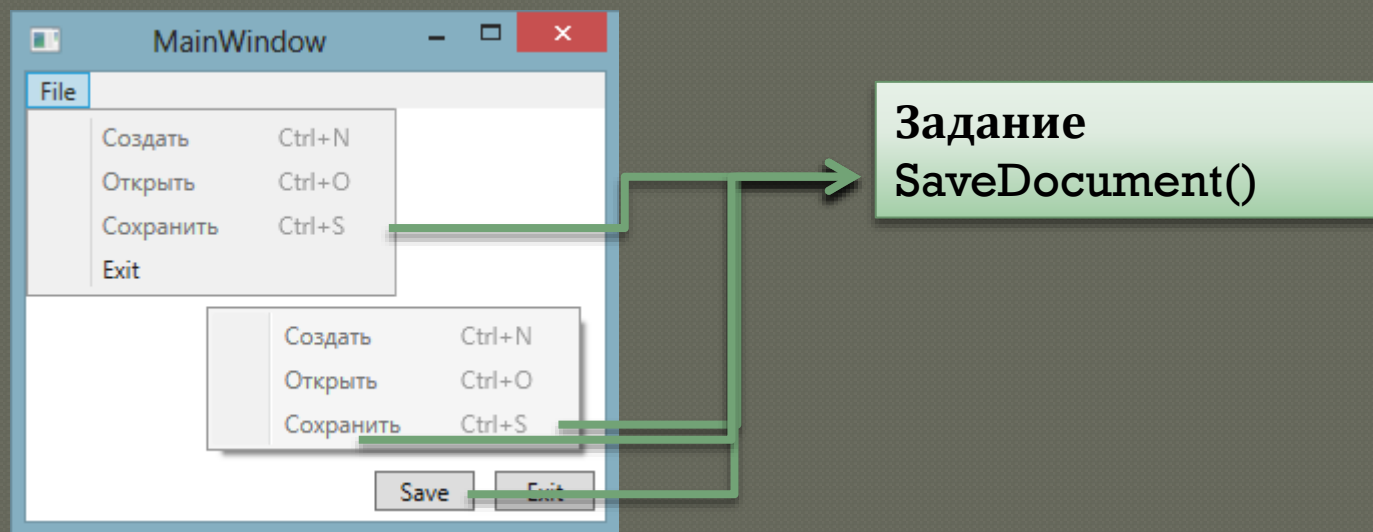 MainWindow
File
Создать Ctrl+N
Открыть Ctrl+O
Сохранить Ctrl+S
Exit
Создать Ctrl+N
Открыть Ctrl+O
Сохранить Ctrl+S
Save Exit
Задание
SaveDocument()